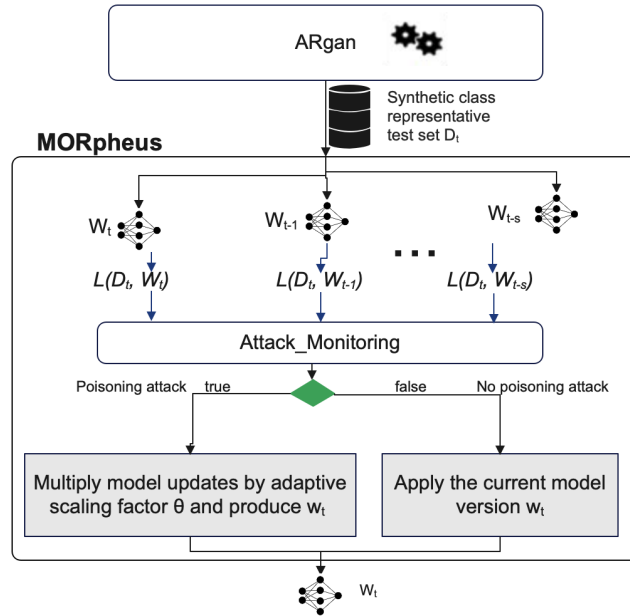 ARgan
Synthetic class
representative
test set Dₜ
MORpheus
Wₜ
Wₜ₋₁
Wₜ₋ₛ
...
L(Dₜ, Wₜ)
L(Dₜ, Wₜ₋₁)
L(Dₜ, Wₜ₋ₛ)
Attack_Monitoring
Poisoning attack true
false No poisoning attack
Multiply model updates by adaptive
scaling factor θ and produce wₜ
Apply the current model
version wₜ
Wₜ